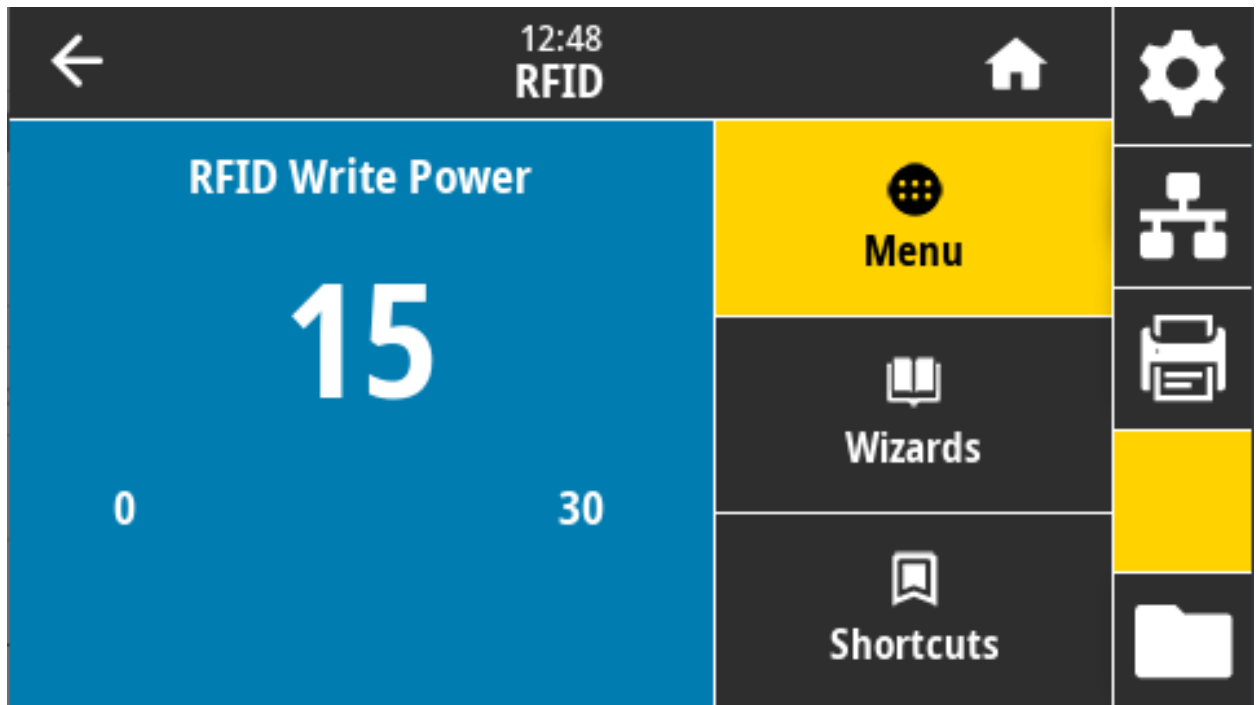 12:48
RFID
RFID Write Power
15
0 30
Menu
Wizards
Shortcuts